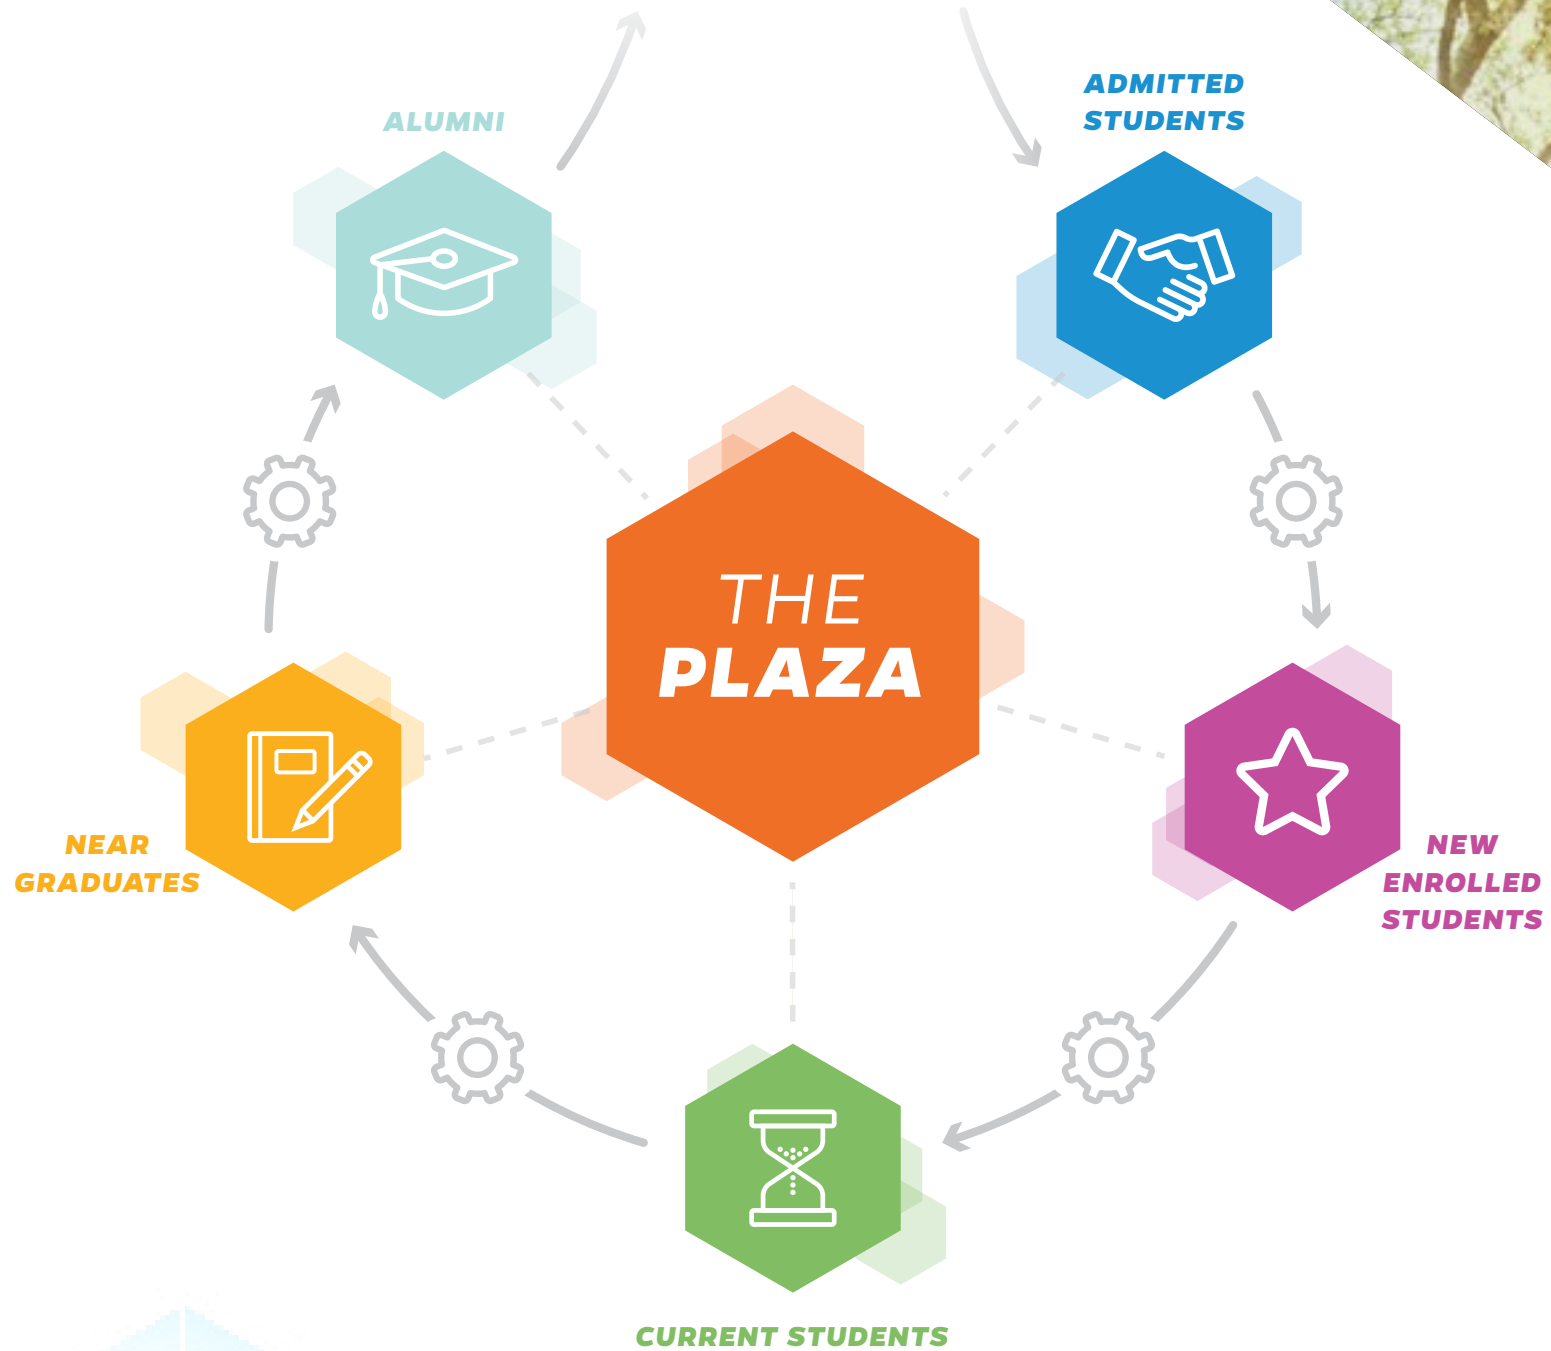 ADMITTED
STUDENTS
ALUMNI
THE
PLAZA
NEAR
GRADUATES
NEW
ENROLLED
STUDENTS
CURRENT STUDENTS